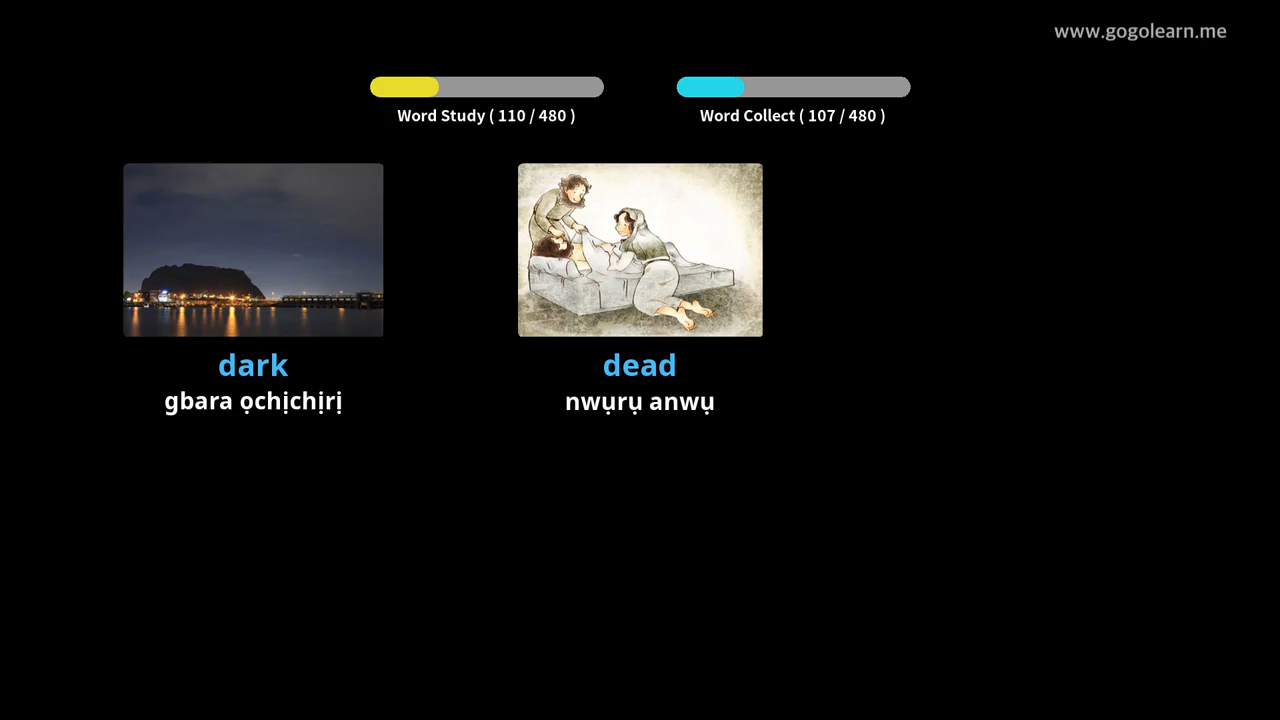 www.gogolearn.me
Word Study ( 110 / 480 )
Word Collect ( 107 / 480 )
dark
gbara ọchịchịrị
dead
nwụrụ anwụ